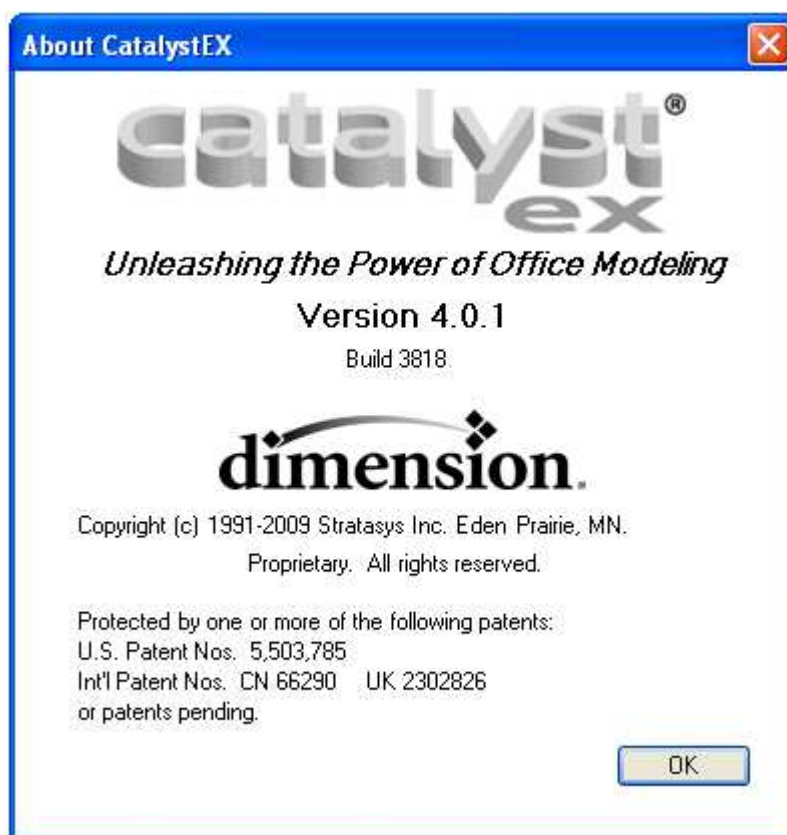 About CatalystEX
catalyst®
ex
Unleashing the Power of Office Modeling
Version 4.0.1
Build 3818
dimension.
Copyright (c) 1991-2009 Stratasys Inc. Eden Prairie, MN.
Proprietary. All rights reserved.
Protected by one or more of the following patents:
U.S. Patent Nos. 5,503,785
Int'l Patent Nos. CN 66290 UK 2302826
or patents pending.
OK